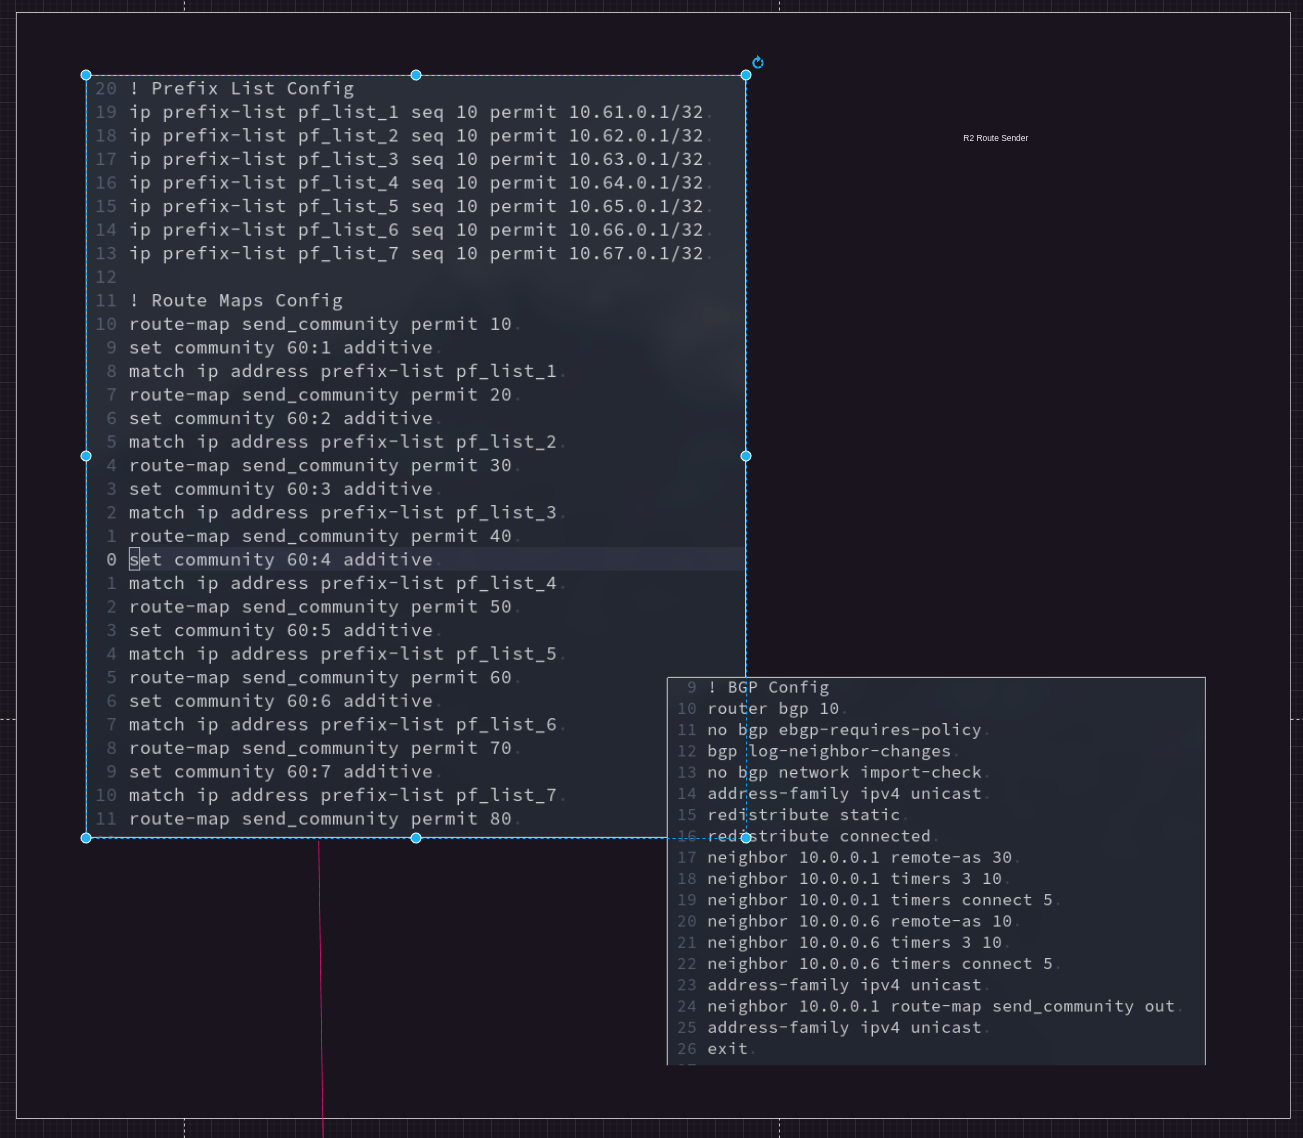 20 ! Prefix List Config
19 ip prefix-list pf_list_1 seq 10 permit 10.61.0.1/32
18 ip prefix-list pf_list_2 seq 10 permit 10.62.0.1/32
17 ip prefix-list pf_list_3 seq 10 permit 10.63.0.1/32
16 ip prefix-list pf_list_4 seq 10 permit 10.64.0.1/32
15 ip prefix-list pf_list_5 seq 10 permit 10.65.0.1/32
14 ip prefix-list pf_list_6 seq 10 permit 10.66.0.1/32
13 ip prefix-list pf_list_7 seq 10 permit 10.67.0.1/32
12
11 ! Route Maps Config
10 route-map send_community permit 10
9 set community 60:1 additive
8 match ip address prefix-list pf_list_1
7 route-map send_community permit 20
6 set community 60:2 additive
5 match ip address prefix-list pf_list_2
4 route-map send_community permit 30
3 set community 60:3 additive
2 match ip address prefix-list pf_list_3
1 route-map send_community permit 40
0 set community 60:4 additive
1 match ip address prefix-list pf_list_4
2 route-map send_community permit 50
3 set community 60:5 additive
4 match ip address prefix-list pf_list_5
5 route-map send_community permit 60
6 set community 60:6 additive
7 match ip address prefix-list pf_list_6
8 route-map send_community permit 70
9 set community 60:7 additive
10 match ip address prefix-list pf_list_7
11 route-map send_community permit 80
R2 Route Sender
9 ! BGP Config
10 router bgp 10
11 no bgp ebgp-requires-policy
12 bgp log-neighbor-changes
13 no bgp network import-check
14 address-family ipv4 unicast
15 redistribute static
16 redistribute connected
17 neighbor 10.0.0.1 remote-as 30
18 neighbor 10.0.0.1 timers 3 10
19 neighbor 10.0.0.1 timers connect 5
20 neighbor 10.0.0.6 remote-as 10
21 neighbor 10.0.0.6 timers 3 10
22 neighbor 10.0.0.6 timers connect 5
23 address-family ipv4 unicast
24 neighbor 10.0.0.1 route-map send_community out
25 address-family ipv4 unicast
26 exit